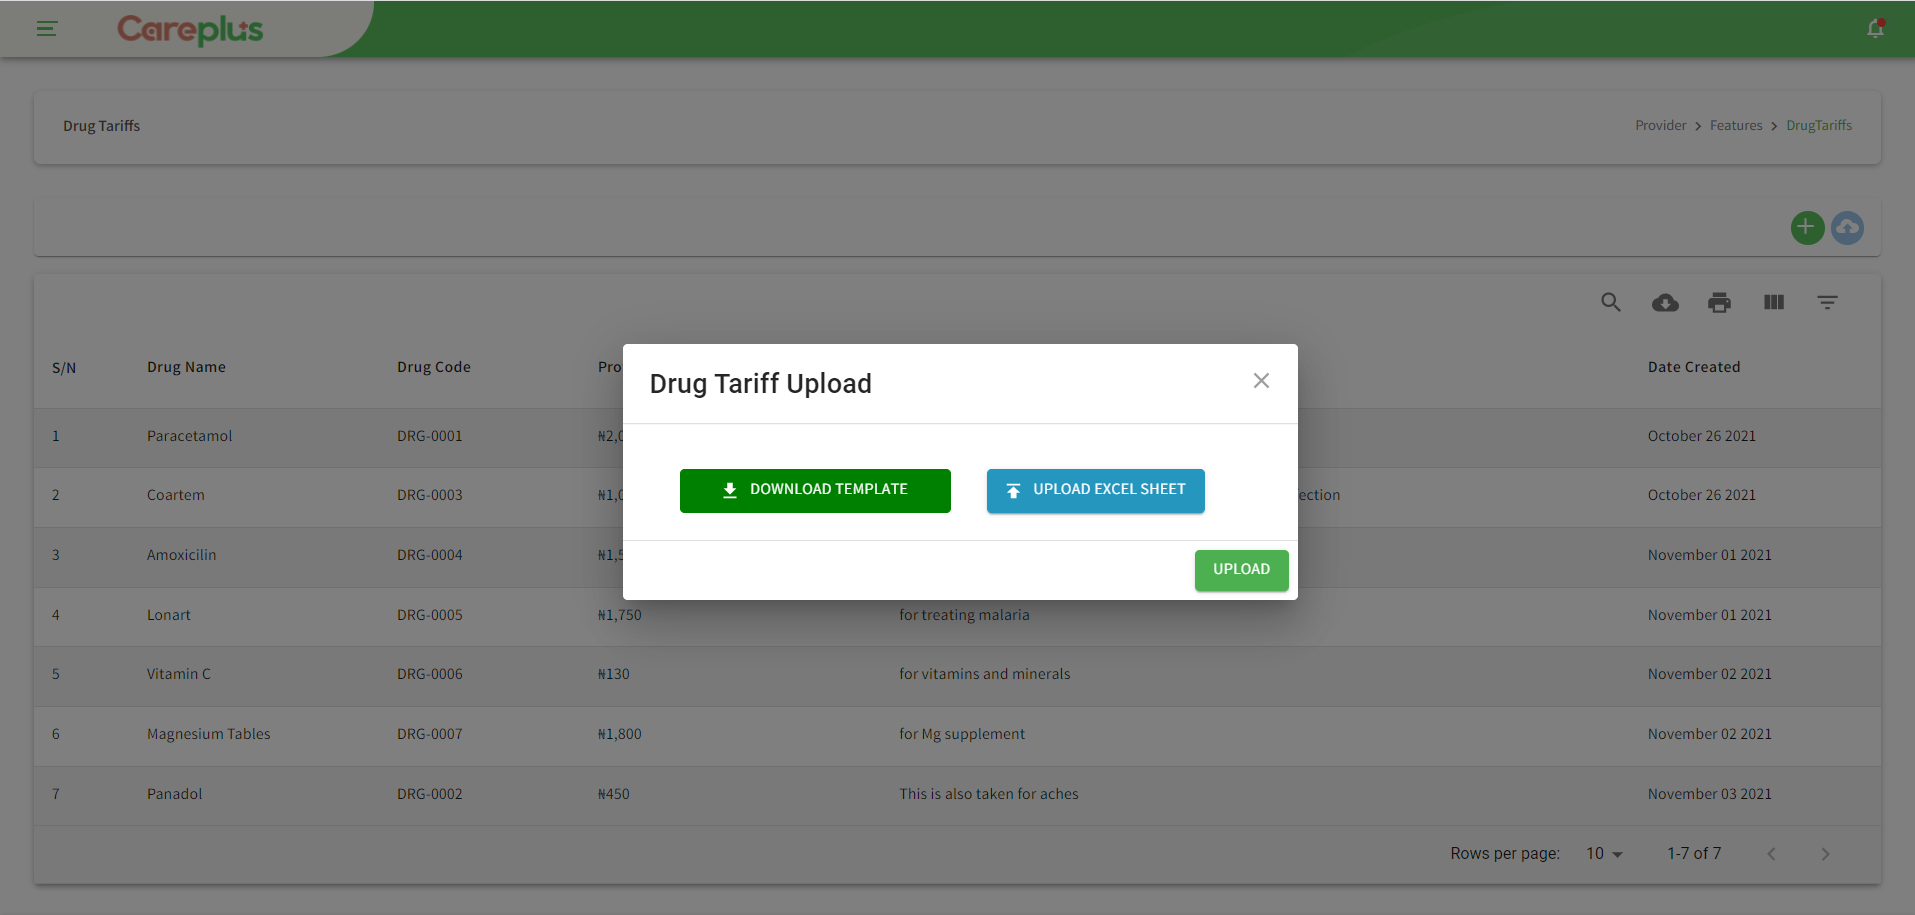 Careplus
Drug Tariffs
Provider > Features > DrugTariffs
S/N Drug Name Drug Code Pro Date Created
Drug Tariff Upload
DOWNLOAD TEMPLATE UPLOAD EXCEL SHEET
UPLOAD
1 Paracetamol DRG-0001 ₦2,0 October 26 2021
2 Coartem DRG-0003 ₦1,0 ection October 26 2021
3 Amoxicilin DRG-0004 ₦1,5 November 01 2021
4 Lonart DRG-0005 ₦1,750 for treating malaria November 01 2021
5 Vitamin C DRG-0006 ₦130 for vitamins and minerals November 02 2021
6 Magnesium Tables DRG-0007 ₦1,800 for Mg supplement November 02 2021
7 Panadol DRG-0002 ₦450 This is also taken for aches November 03 2021
Rows per page: 10 1-7 of 7